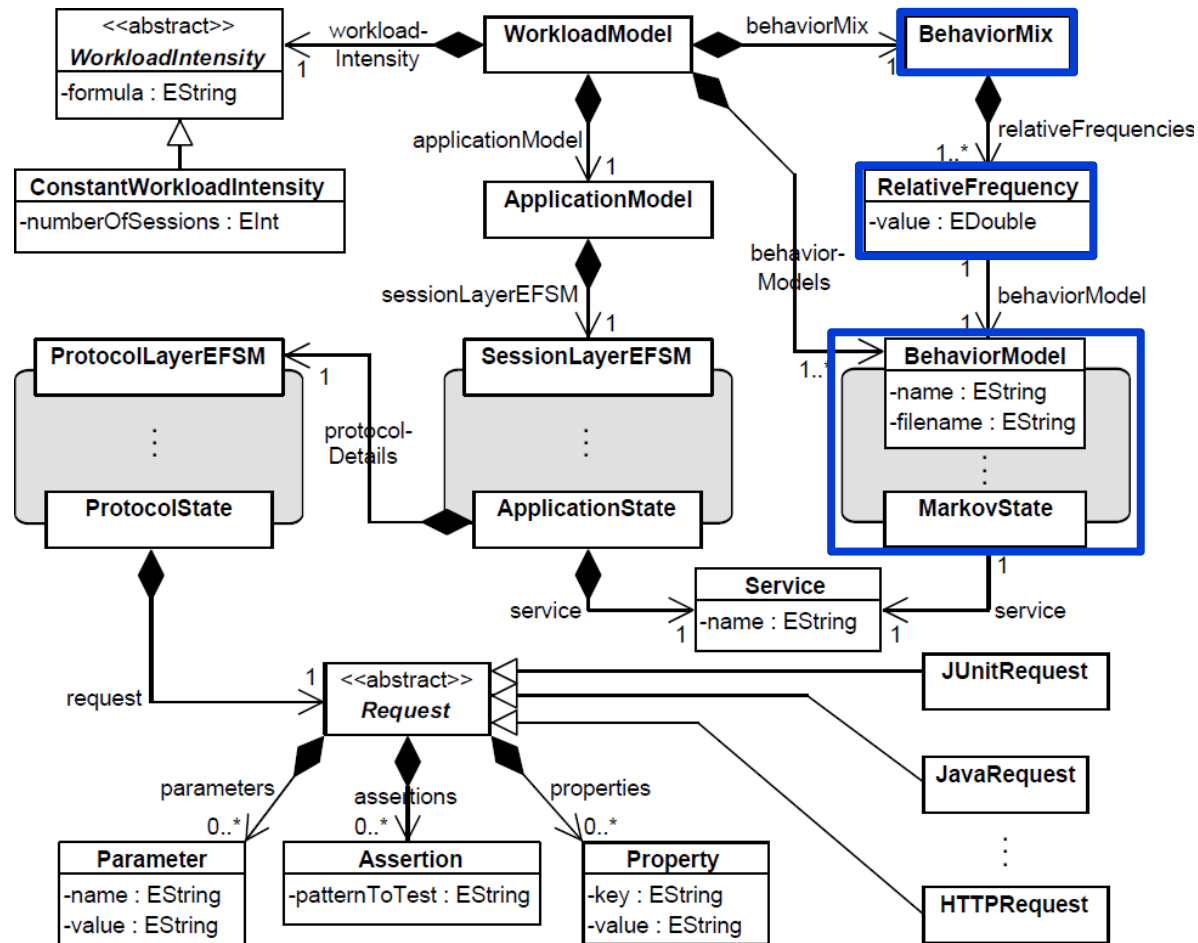 <<abstract>>
WorkloadIntensity
-formula : EString
workload-
Intensity
1
WorkloadModel
behaviorMix
1
BehaviorMix
applicationModel
1
relativeFrequencies
1..*
ConstantWorkloadIntensity
-numberOfSessions : EInt
ApplicationModel
RelativeFrequency
-value : EDouble
behavior-
Models
1..*
sessionLayerEFSM
1
1
behaviorModel
1
ProtocolLayerEFSM
1
protocol-
Details
SessionLayerEFSM
BehaviorModel
-name : EString
-filename : EString
⋮
⋮
⋮
ProtocolState
ApplicationState
MarkovState
service
1
Service
-name : EString
1
service
1
request
1
<<abstract>>
Request
JUnitRequest
JavaRequest
⋮
HTTPRequest
parameters
0..*
assertions
0..*
properties
0..*
Parameter
-name : EString
-value : EString
Assertion
-patternToTest : EString
Property
-key : EString
-value : EString